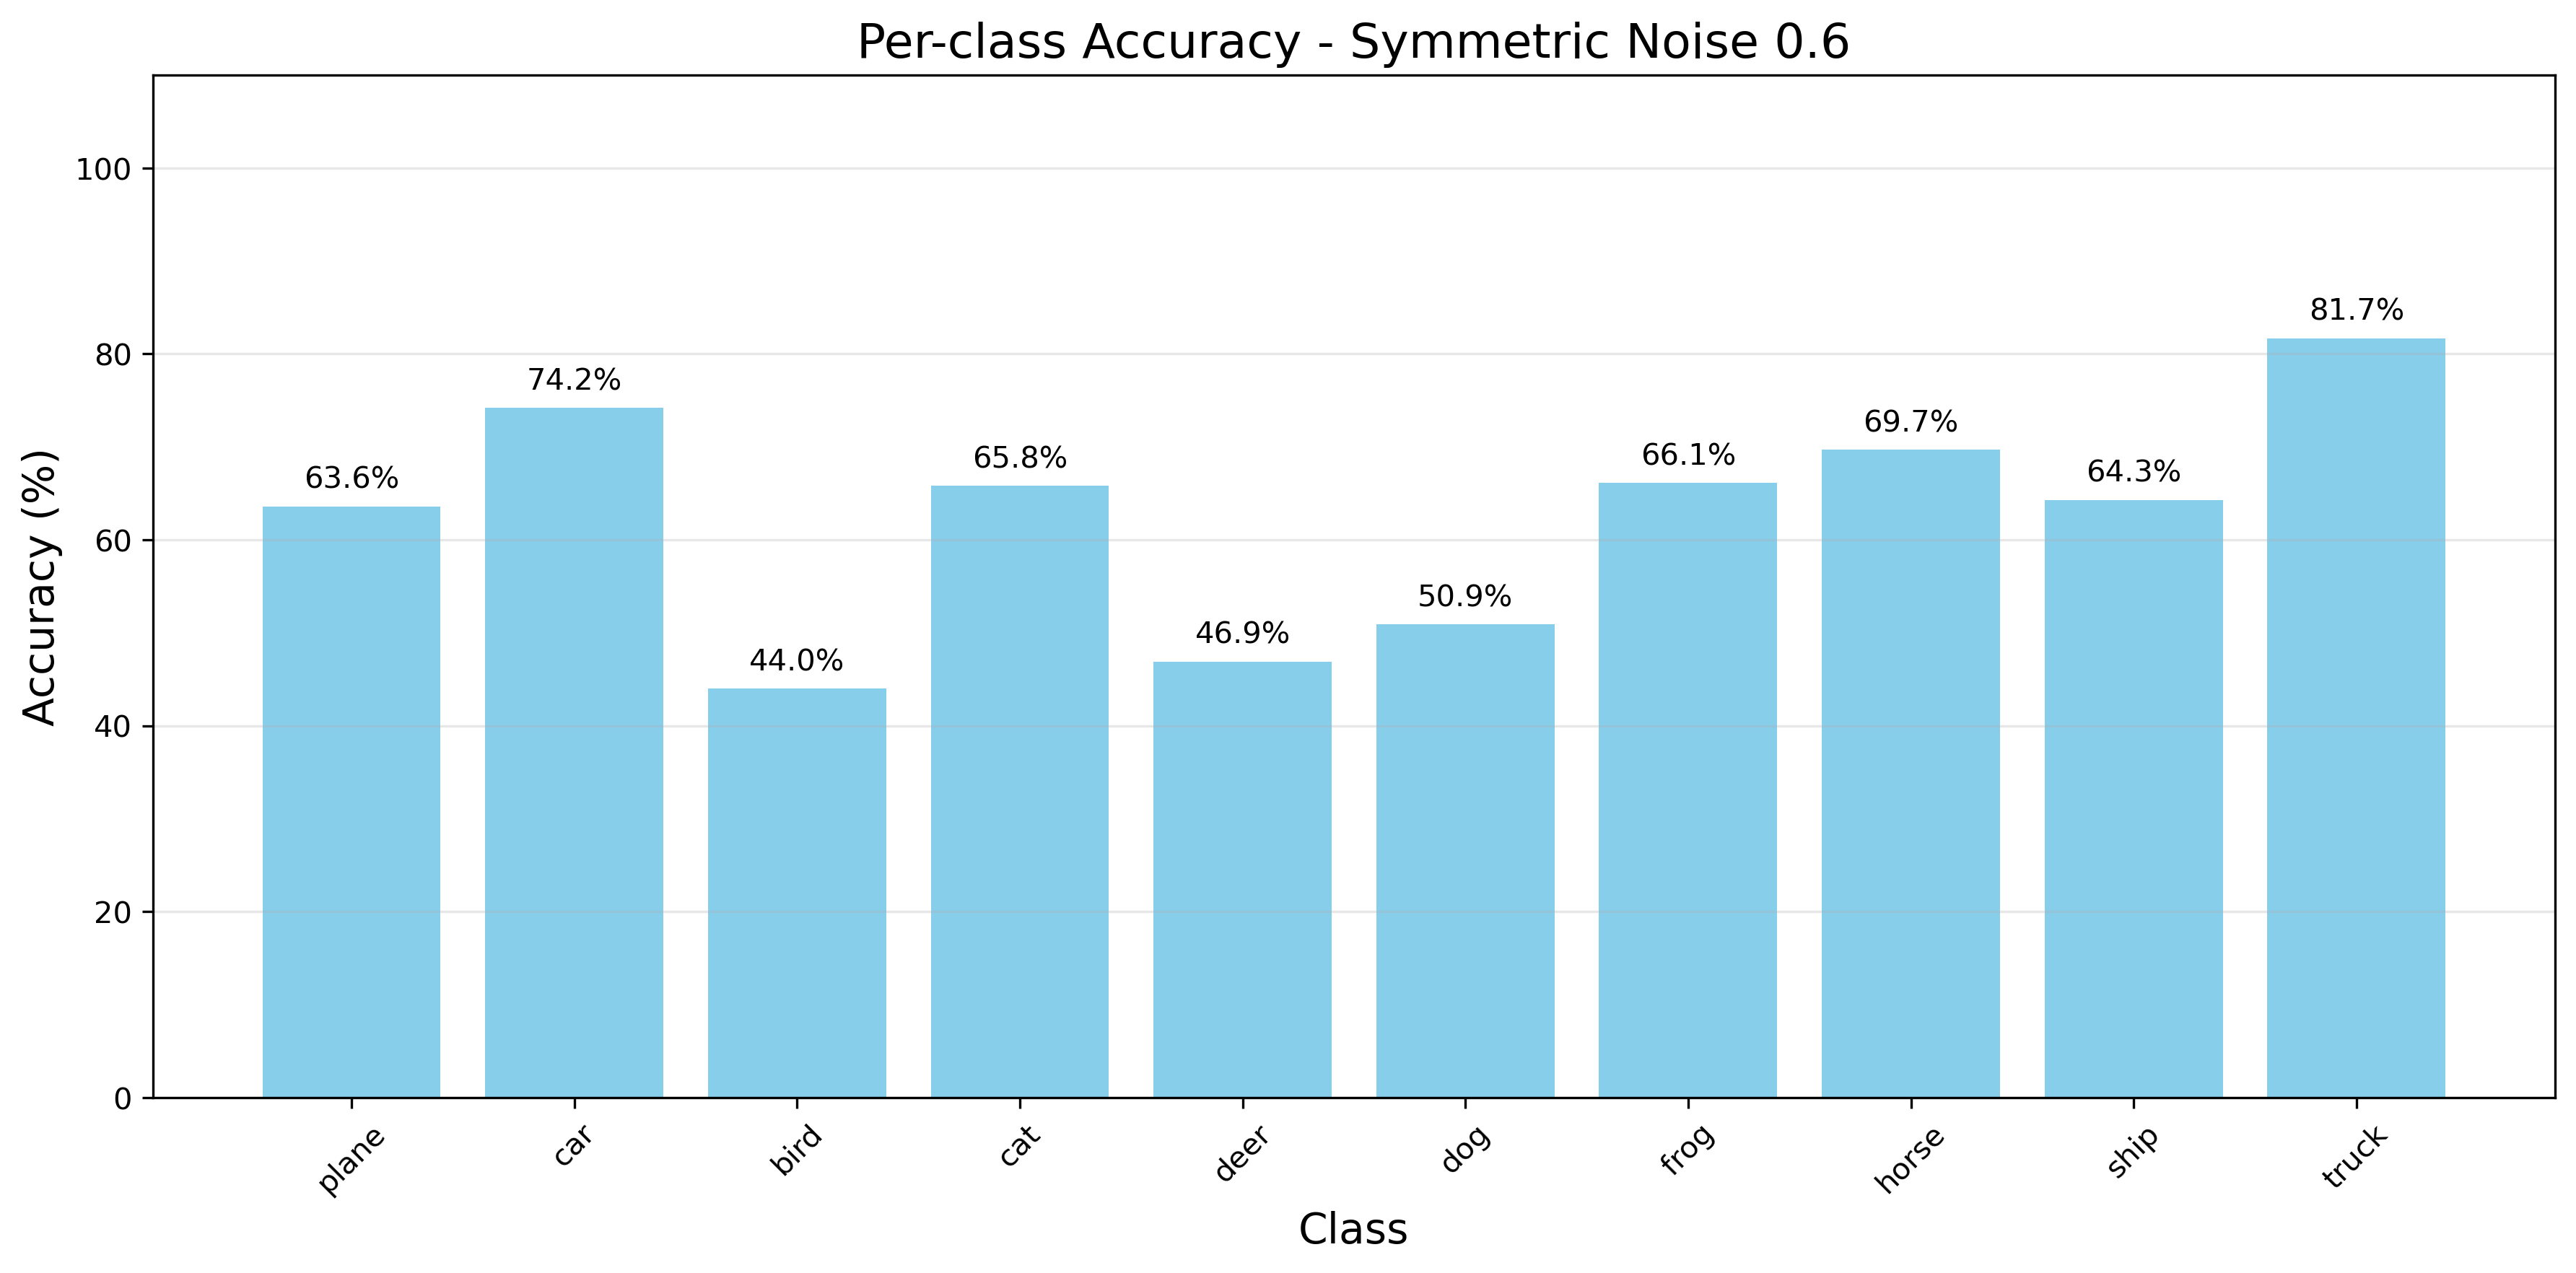 Per-class Accuracy - Symmetric Noise 0.6
Accuracy (%)
100
80
60
40
20
0
63.6%
74.2%
44.0%
65.8%
46.9%
50.9%
66.1%
69.7%
64.3%
81.7%
plane
car
bird
cat
deer
dog
frog
horse
ship
truck
Class